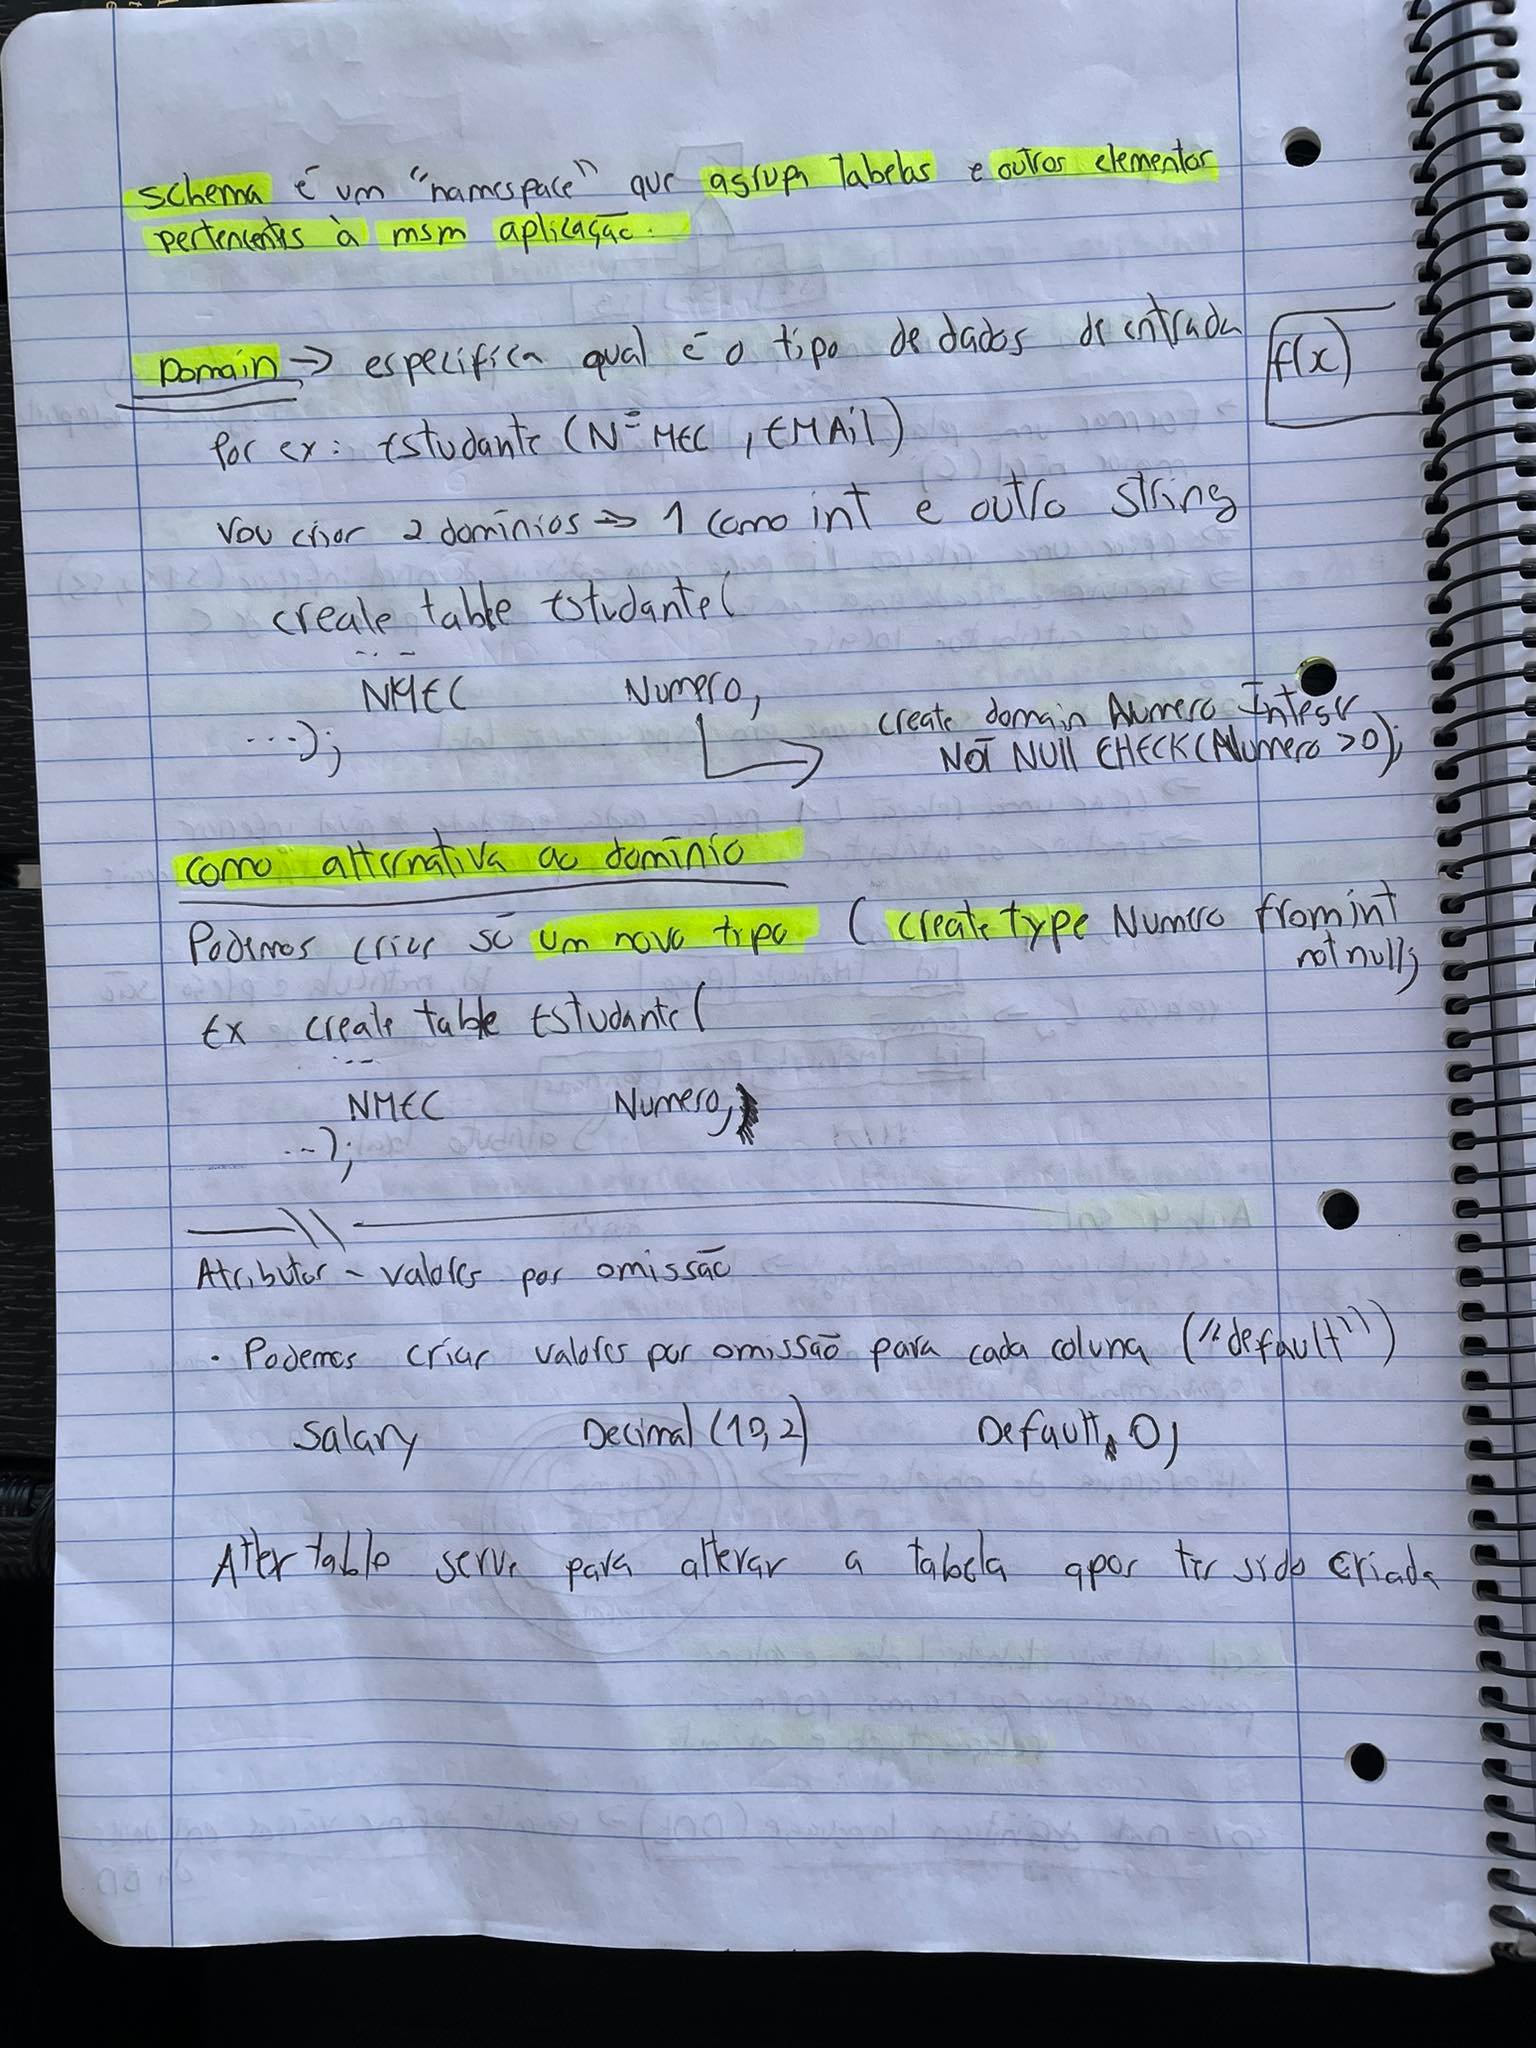 Schema é um "namespace" que agrupa tabelas e outros elementos
pertencentes à msm aplicação.
Domain -> especifica qual é o tipo de dados de entrada
f(x)
Por ex: Estudante (Nº MEC, EMAil)
Vou criar 2 domínios => 1 como int e outro string
create table Estudante(
...
NMEC Numero,
...);
create domain Numero Integer
NOT NUll CHECK(Numero >0);
como alternativa ao domínio
Podemos criar só um novo tipo ( create type Numero from int
not null;
Ex create table Estudante(
...
NMEC Numero,
...);
Atributos - valores por omissão
• Podemos criar valores por omissão para cada coluna ("default")
Salary Decimal (10,2) Default 0,
Alter table serve para alterar a tabela apos ter sido criada